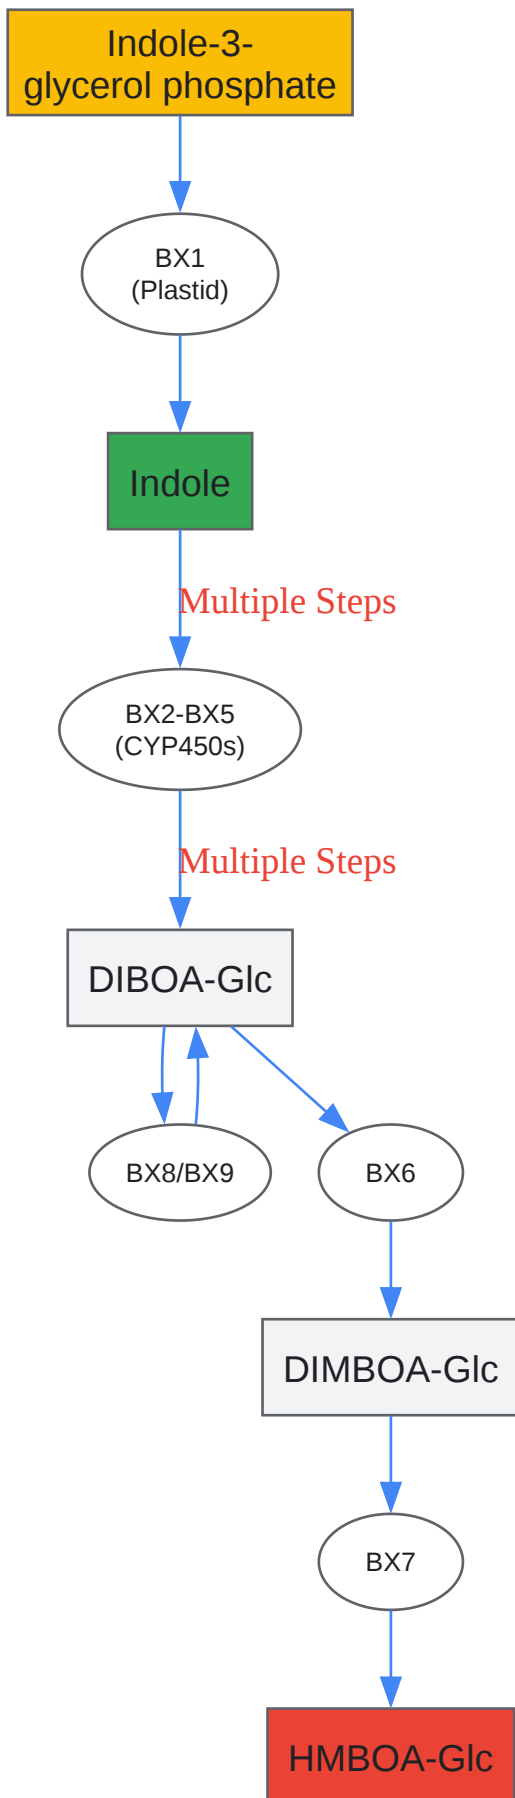 Indole-3-
glycerol phosphate
BX1
(Plastid)
Indole
Multiple Steps
BX2-BX5
(CYP450s)
Multiple Steps
DIBOA-Glc
BX8/BX9
BX6
DIMBOA-Glc
BX7
HMBOA-Glc